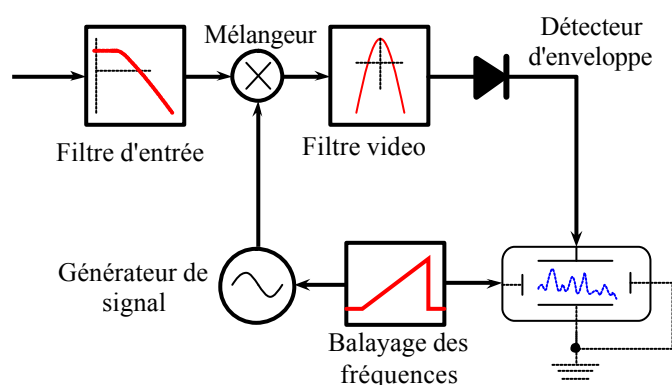 Détecteur
d'enveloppe
Mélangeur
Filtre d'entrée
Filtre video
Générateur de
signal
Balayage des
fréquences